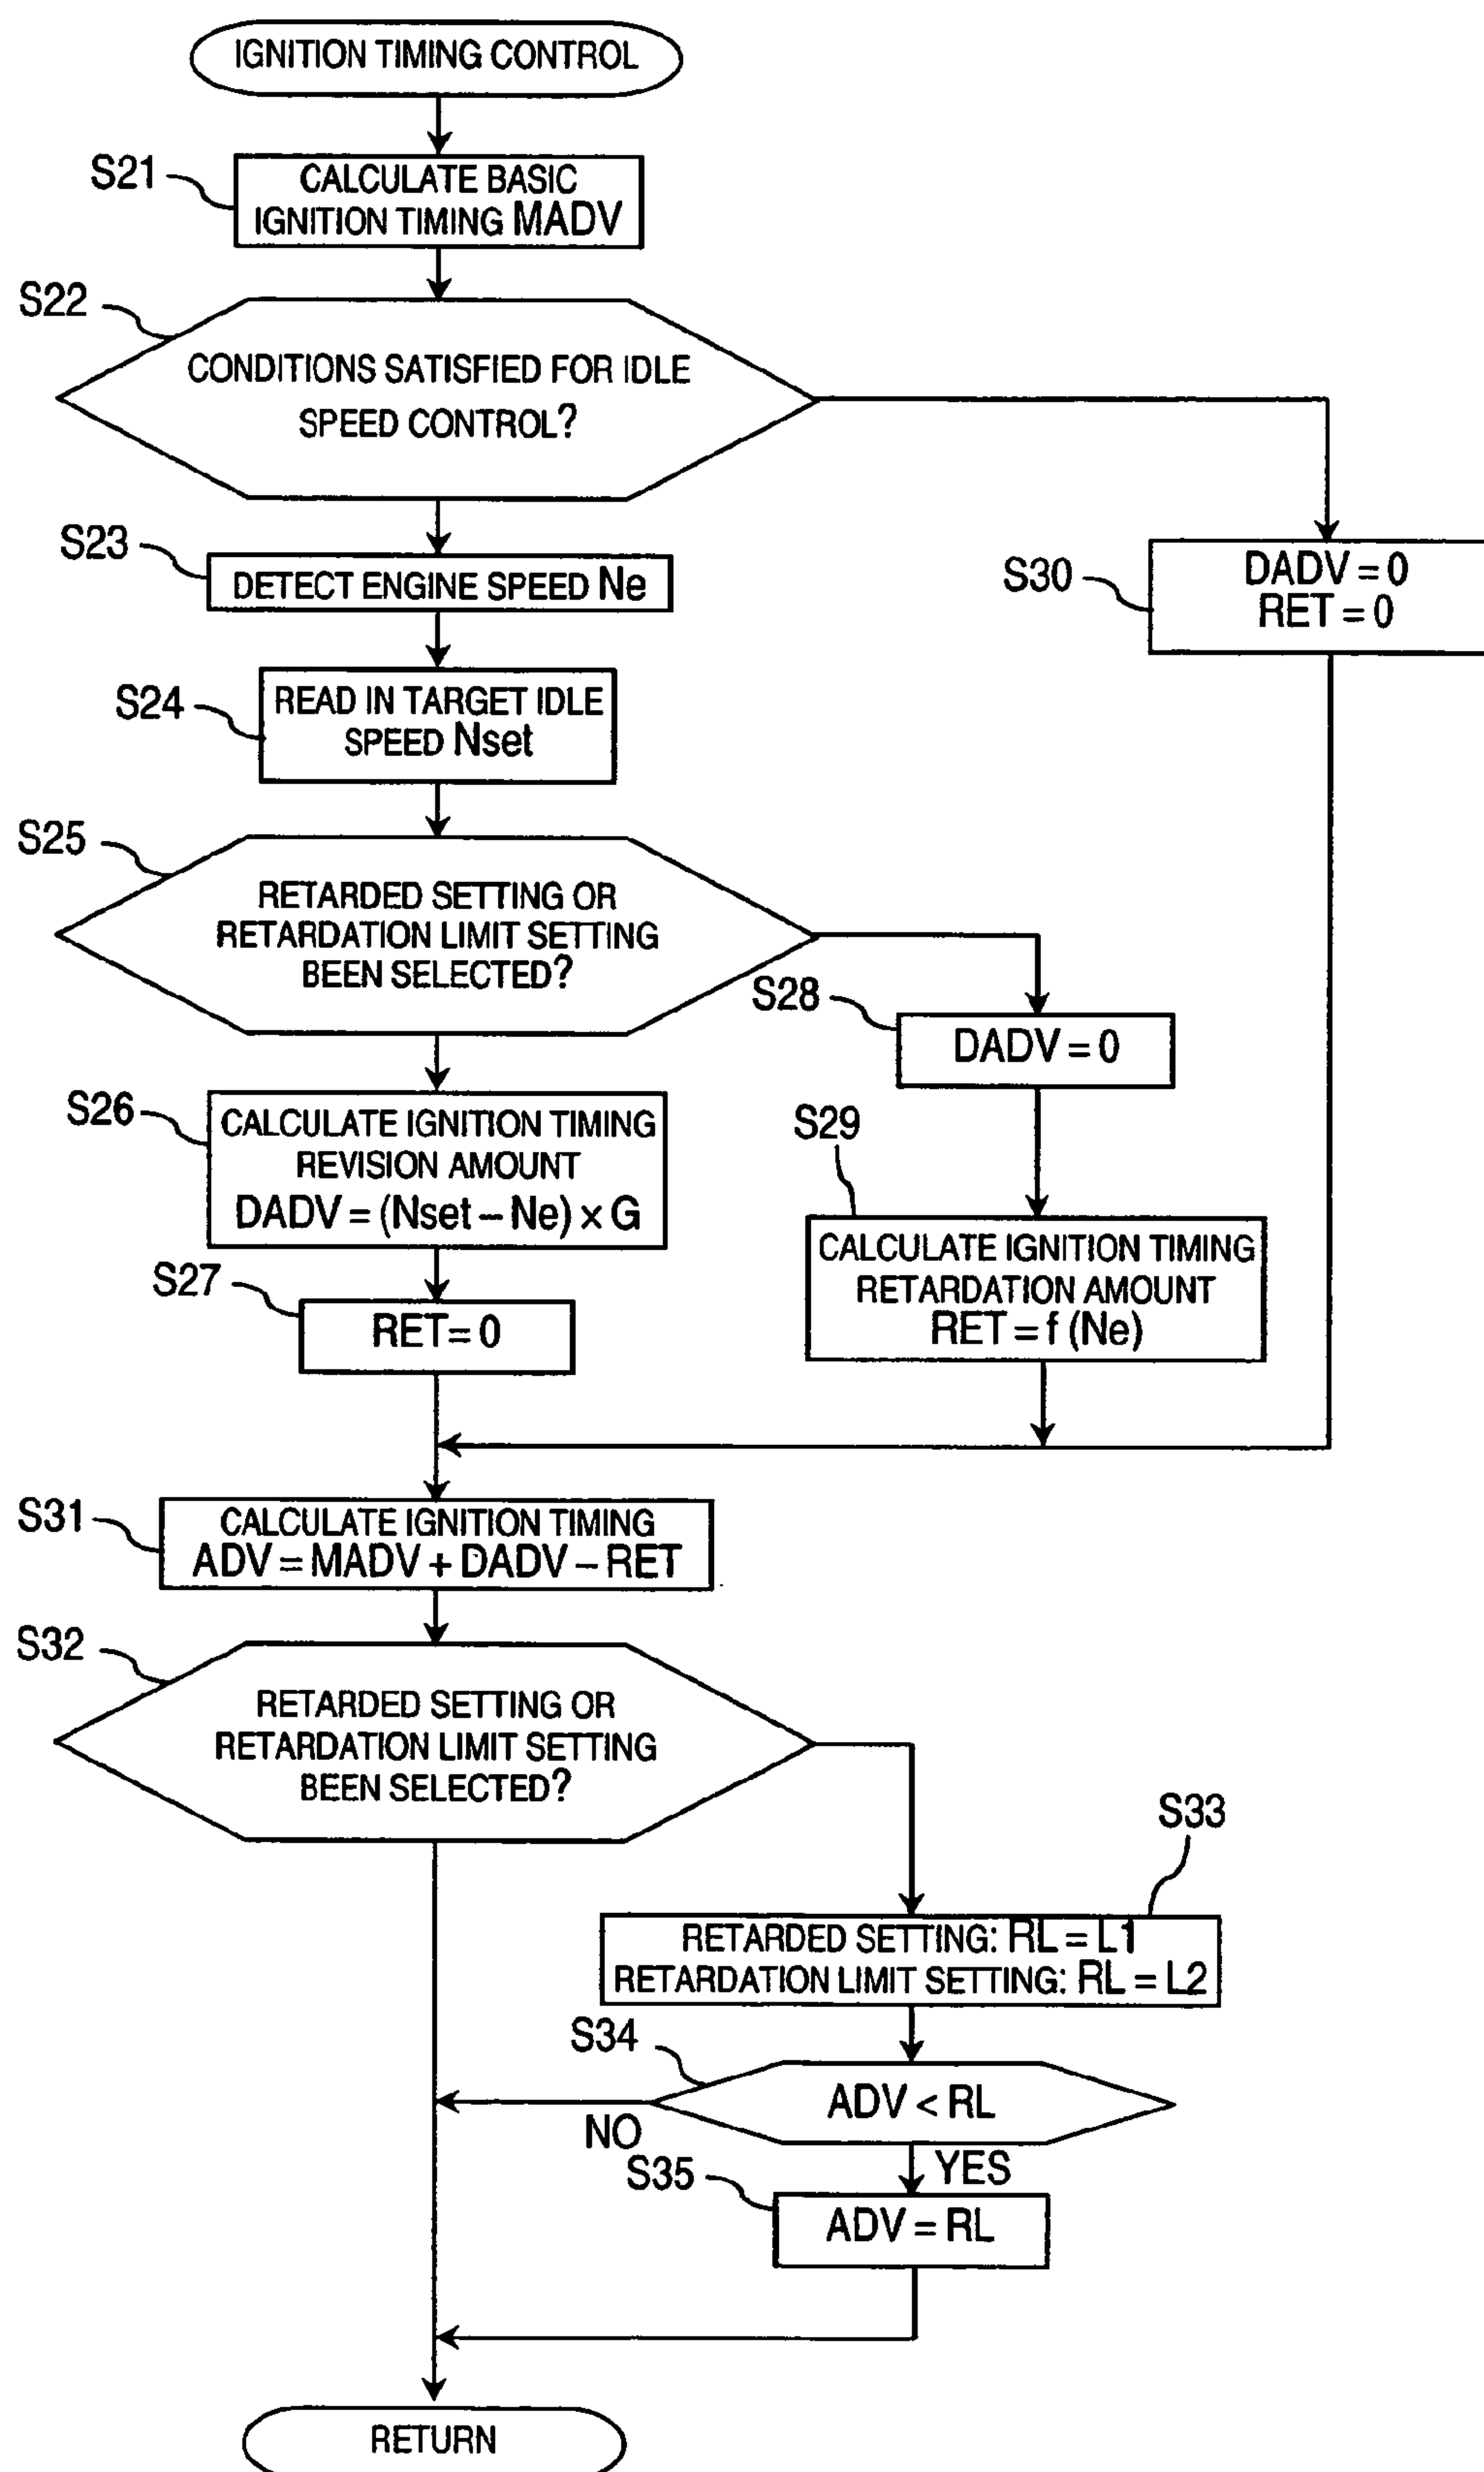 IGNITION TIMING CONTROL
S21
CALCULATE BASIC
IGNITION TIMING MADV
S22
CONDITIONS SATISFIED FOR IDLE
SPEED CONTROL?
S23
DETECT ENGINE SPEED Ne
S30
DADV = 0
RET = 0
S24
READ IN TARGET IDLE
SPEED Nset
S25
RETARDED SETTING OR
RETARDATION LIMIT SETTING
BEEN SELECTED?
S28
DADV = 0
S26
CALCULATE IGNITION TIMING
REVISION AMOUNT
DADV = (Nset – Ne) × G
S29
CALCULATE IGNITION TIMING
RETARDATION AMOUNT
RET = f (Ne)
S27
RET = 0
S31
CALCULATE IGNITION TIMING
ADV = MADV + DADV – RET
S32
RETARDED SETTING OR
RETARDATION LIMIT SETTING
BEEN SELECTED?
S33
RETARDED SETTING: RL = L1
RETARDATION LIMIT SETTING: RL = L2
S34
ADV < RL
NO
YES
S35
ADV = RL
RETURN